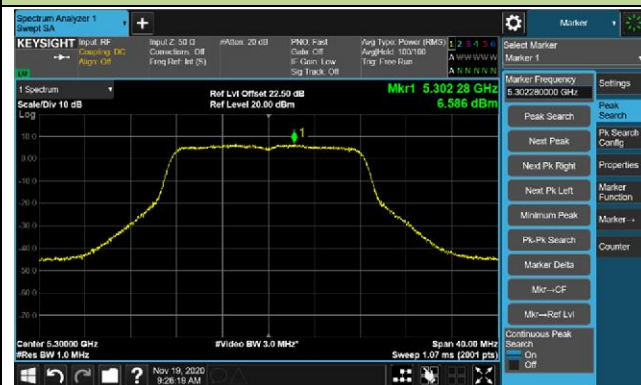 Spectrum Analyzer 1
Swept SA
+
Marker
KEYSIGHT
Input: RF
Coupling: DC
Align: Off
Input Z: 50 Ω
Corrections: Off
Freq Ref: Int (S)
#Atten: 20 dB
PNO: Fast
Gate: Off
IF Gain: Low
Sig Track: Off
Avg Type: Power (RMS)
Avg|Hold: 100/100
Trig: Free Run
1 2 3 4 5 6
A W W W W W
A N N N N N
Select Marker
Marker 1
1 Spectrum
Scale/Div 10 dB
Log
Ref Lvl Offset 22.50 dB
Ref Level 20.00 dBm
Mkr1 5.302 28 GHz
6.586 dBm
10.0
0.00
-10.0
-20.0
-30.0
-40.0
-50.0
-60.0
-70.0
1
Center 5.30000 GHz
#Res BW 1.0 MHz
#Video BW 3.0 MHz*
Span 40.00 MHz
Sweep 1.07 ms (2001 pts)
Marker Frequency
5.302280000 GHz
Peak Search
Next Peak
Next Pk Right
Next Pk Left
Minimum Peak
Pk-Pk Search
Marker Delta
Mkr→CF
Mkr→Ref Lvl
Continuous Peak
Search
On
Off
Settings
Peak
Search
Pk Search
Config
Properties
Marker
Function
Marker→
Counter
?
Nov 19, 2020
9:26:19 AM